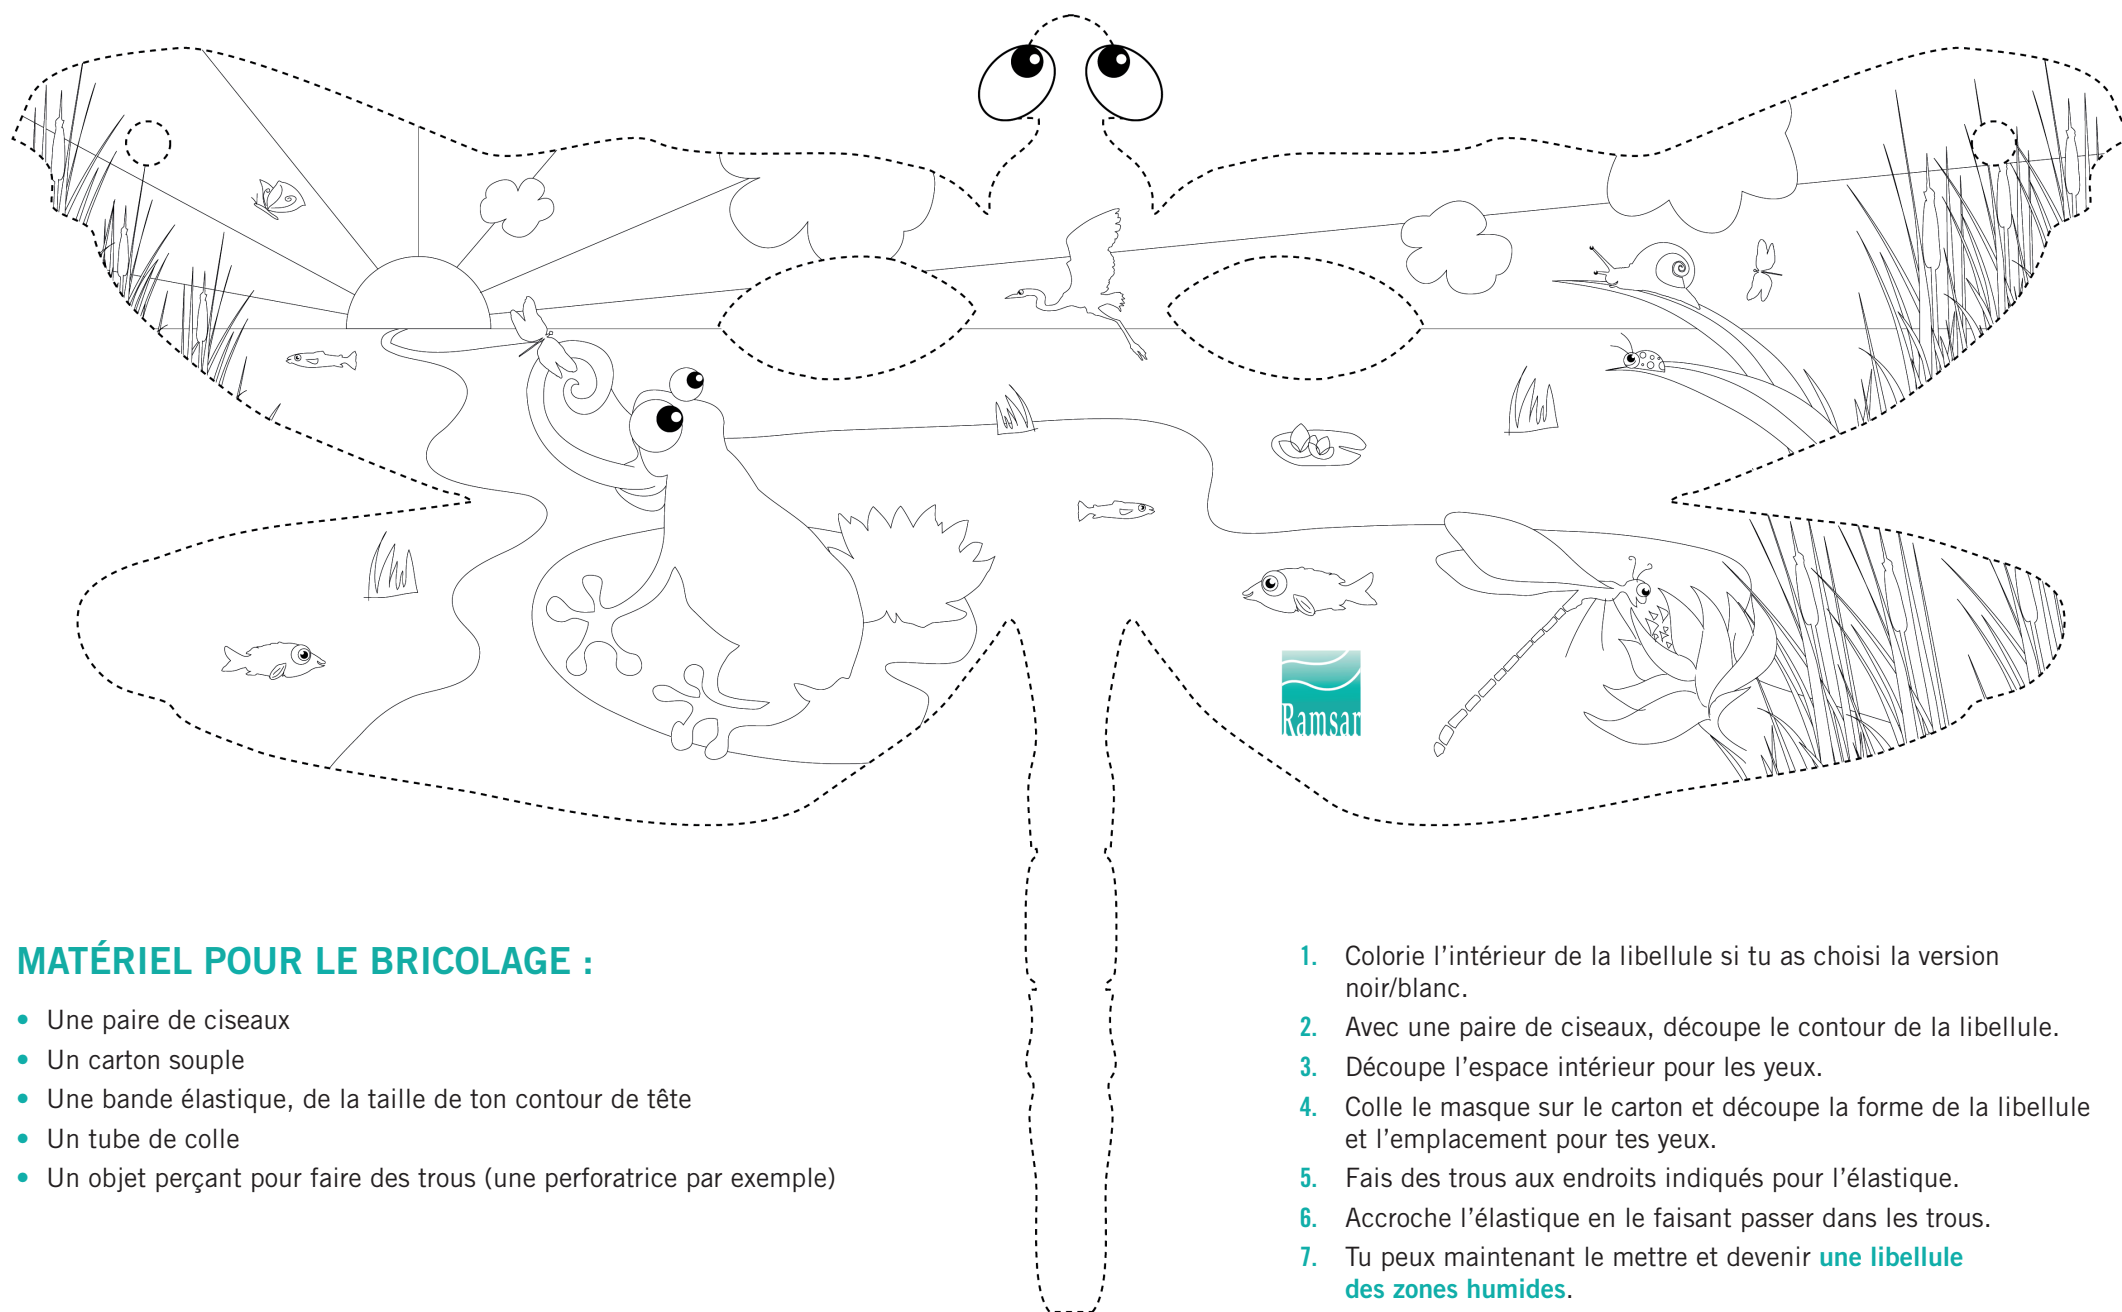 Ramsar
MATÉRIEL POUR LE BRICOLAGE :
• Une paire de ciseaux
• Un carton souple
• Une bande élastique, de la taille de ton contour de tête
• Un tube de colle
• Un objet perçant pour faire des trous (une perforatrice par exemple)
1. Colorie l’intérieur de la libellule si tu as choisi la version
noir/blanc.
2. Avec une paire de ciseaux, découpe le contour de la libellule.
3. Découpe l’espace intérieur pour les yeux.
4. Colle le masque sur le carton et découpe la forme de la libellule
et l’emplacement pour tes yeux.
5. Fais des trous aux endroits indiqués pour l’élastique.
6. Accroche l’élastique en le faisant passer dans les trous.
7. Tu peux maintenant le mettre et devenir une libellule
des zones humides.